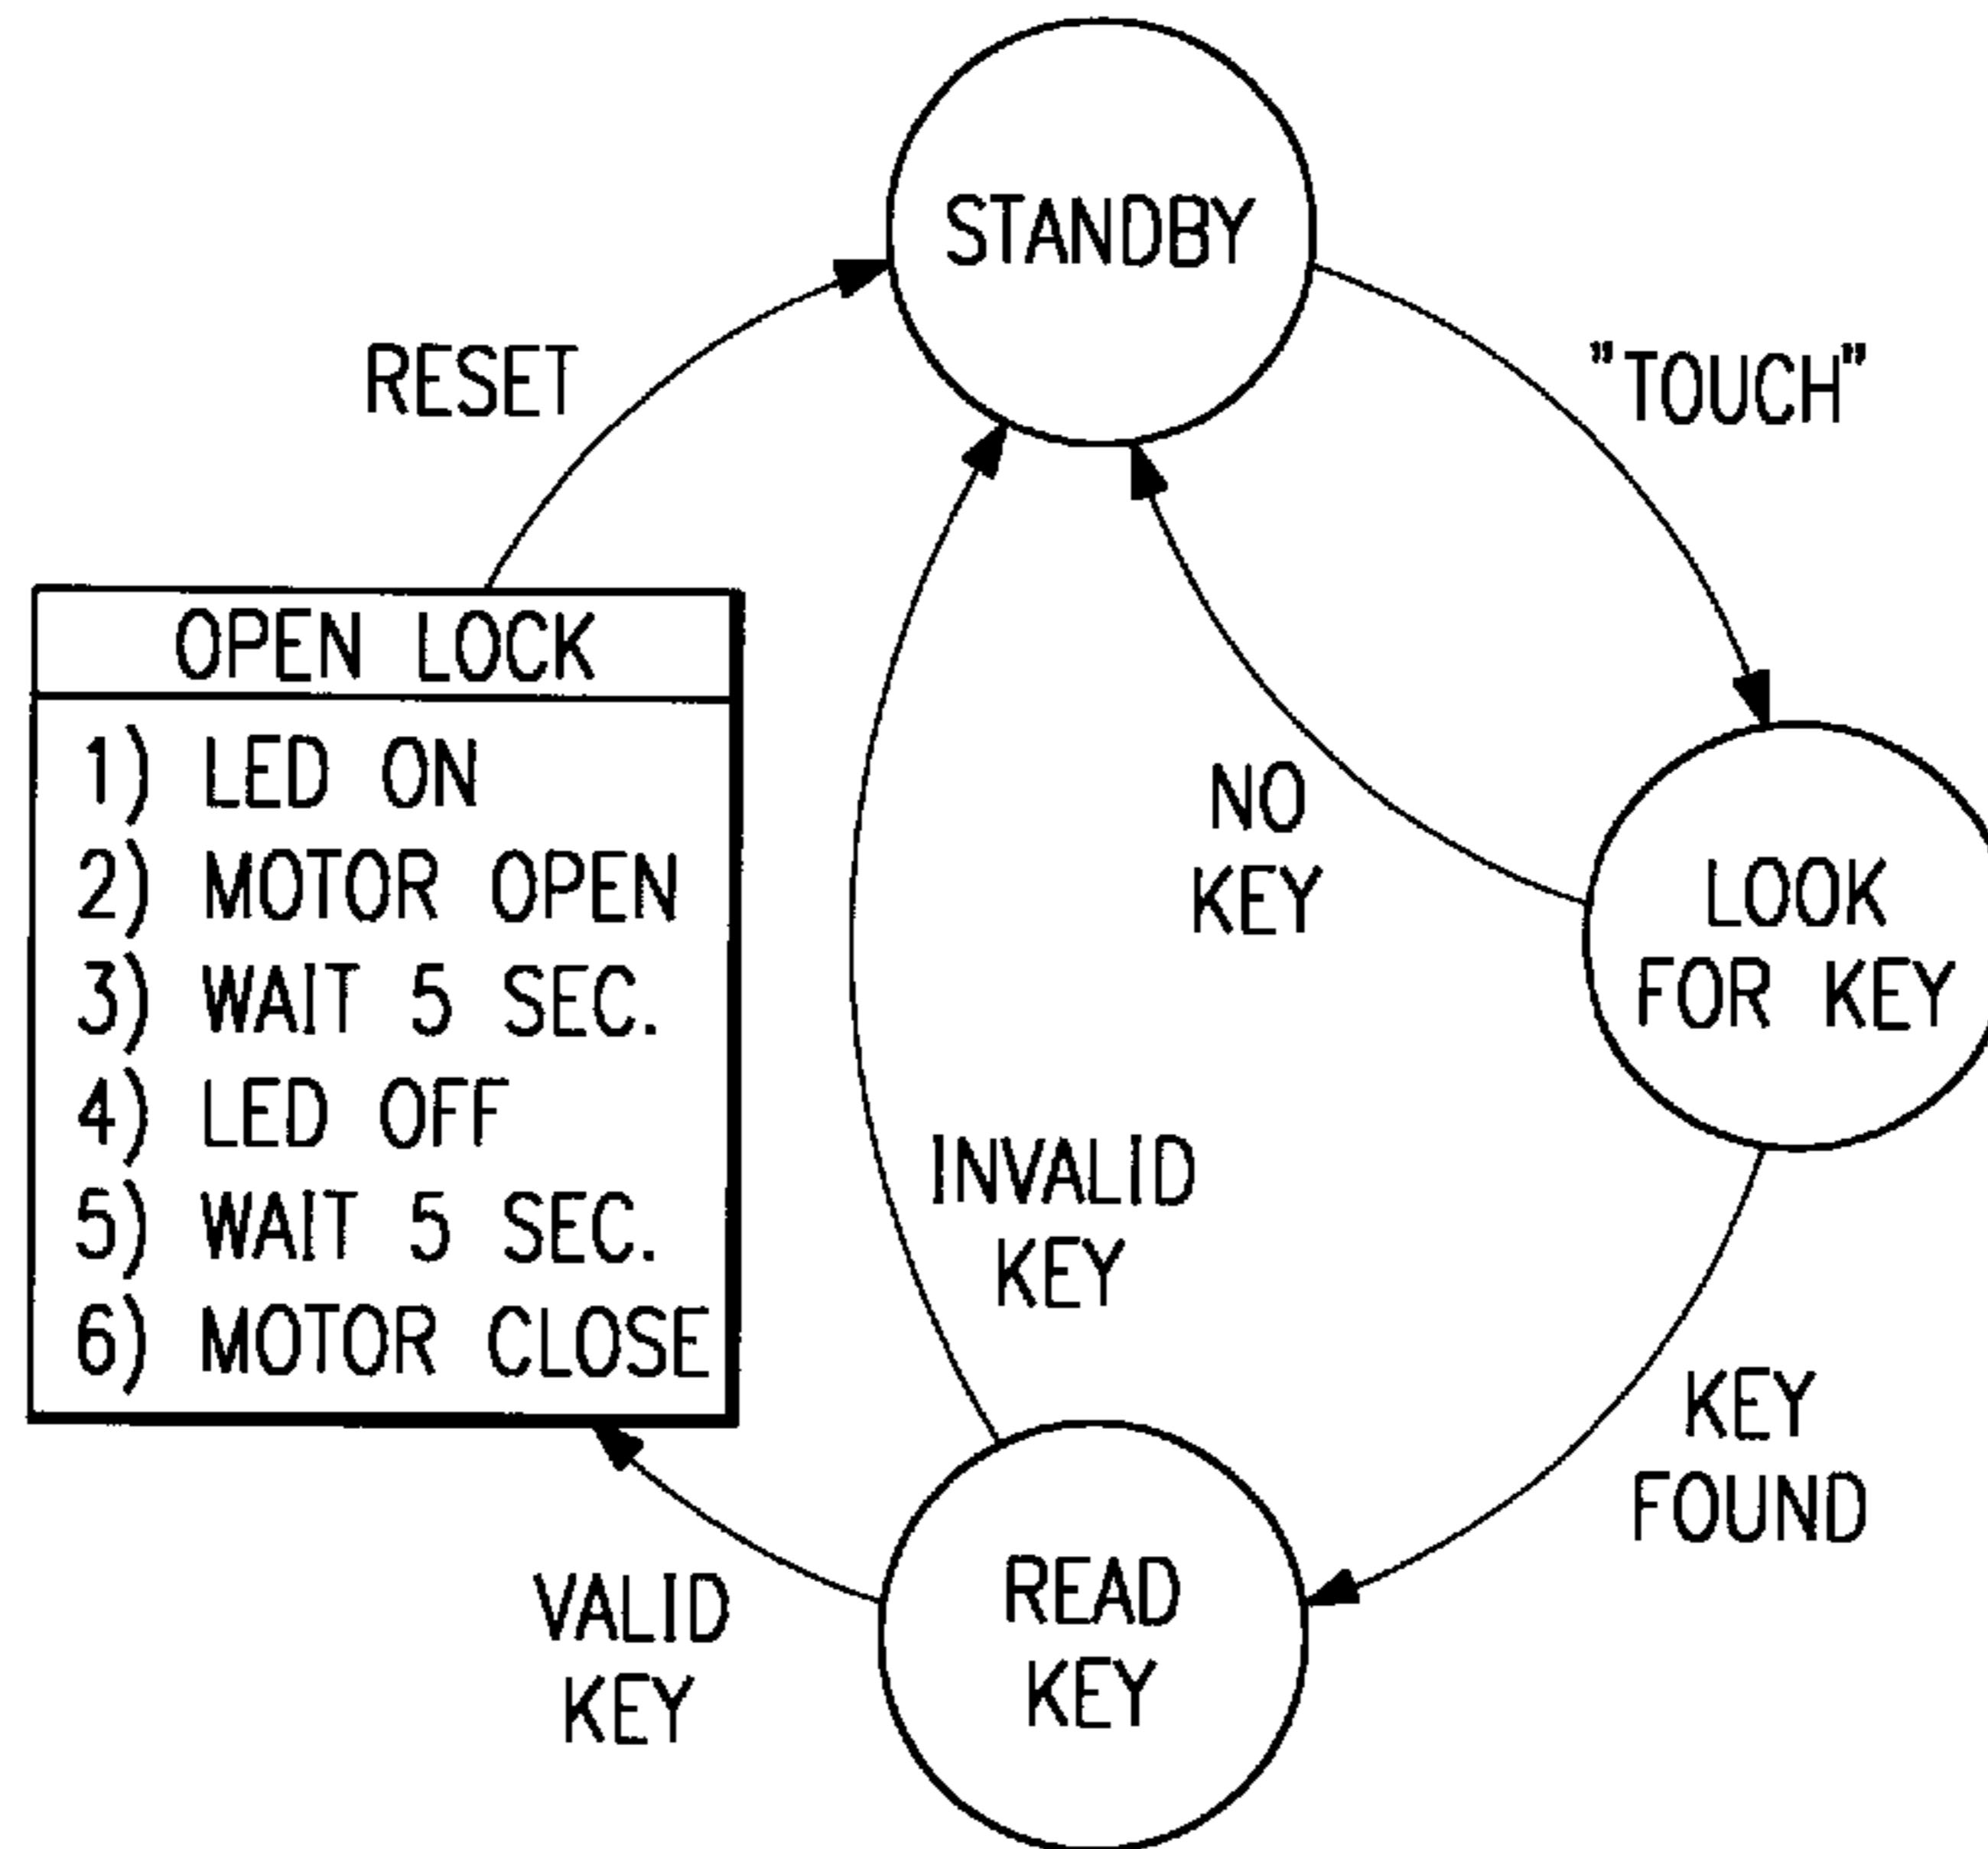 STANDBY
RESET
"TOUCH"
OPEN LOCK
1) LED ON
2) MOTOR OPEN
3) WAIT 5 SEC.
4) LED OFF
5) WAIT 5 SEC.
6) MOTOR CLOSE
NO
KEY
LOOK
FOR KEY
INVALID
KEY
KEY
FOUND
VALID
KEY
READ
KEY